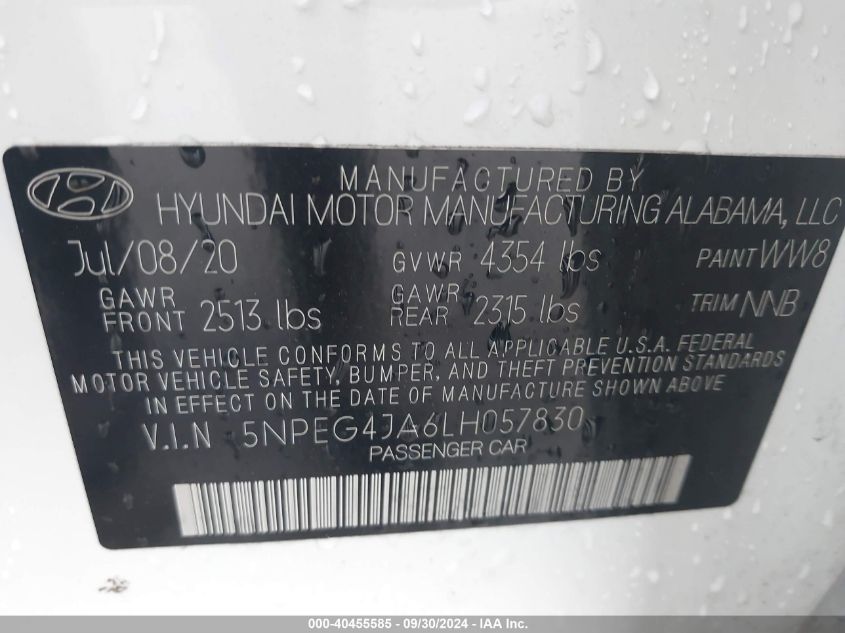 MANUFACTURED BY
HYUNDAI MOTOR MANUFACTURING ALABAMA, LLC
Jul/08/20 GVWR 4354 lbs PAINT WW8
GAWR FRONT 2513 lbs GAWR REAR 2315 lbs TRIM NNB
THIS VEHICLE CONFORMS TO ALL APPLICABLE U.S.A. FEDERAL
MOTOR VEHICLE SAFETY, BUMPER, AND THEFT PREVENTION STANDARDS
IN EFFECT ON THE DATE OF MANUFACTURE SHOWN ABOVE
V.I.N 5NPEG4JA6LH057830
PASSENGER CAR
000-40455585 - 09/30/2024 - IAAI.com